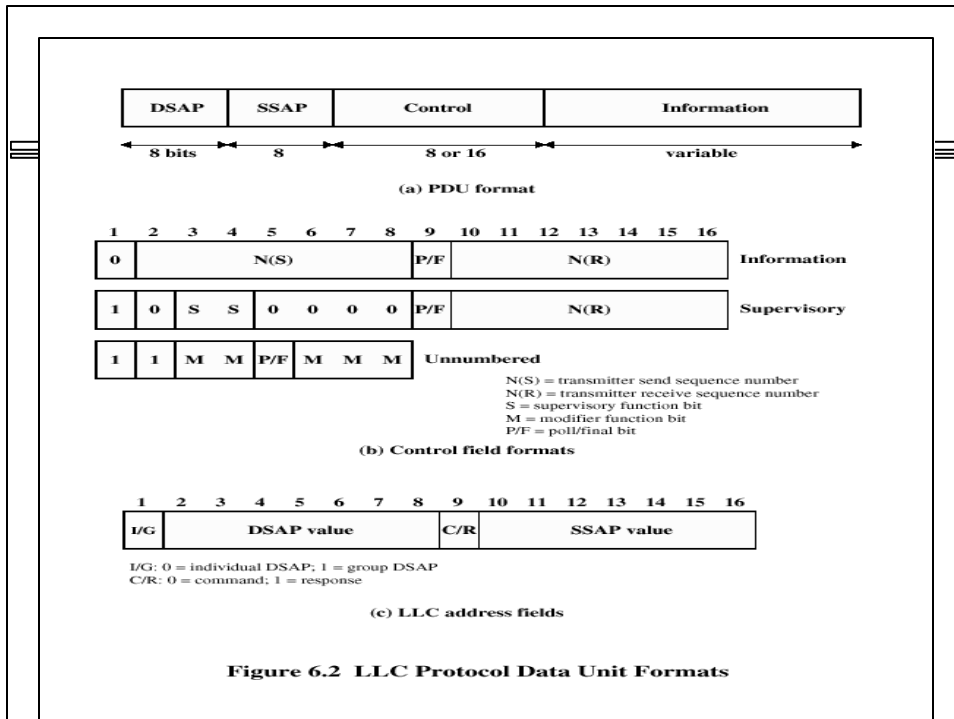 DSAP SSAP Control Information
8 bits 8 8 or 16 variable
(a) PDU format
1 2 3 4 5 6 7 8 9 10 11 12 13 14 15 16
0 N(S) P/F N(R) Information
1 0 S S 0 0 0 0 P/F N(R) Supervisory
1 1 M M P/F M M M Unnumbered
N(S) = transmitter send sequence number
N(R) = transmitter receive sequence number
S = supervisory function bit
M = modifier function bit
P/F = poll/final bit
(b) Control field formats
1 2 3 4 5 6 7 8 9 10 11 12 13 14 15 16
I/G DSAP value C/R SSAP value
I/G: 0 = individual DSAP; 1 = group DSAP
C/R: 0 = command; 1 = response
(c) LLC address fields
Figure 6.2 LLC Protocol Data Unit Formats